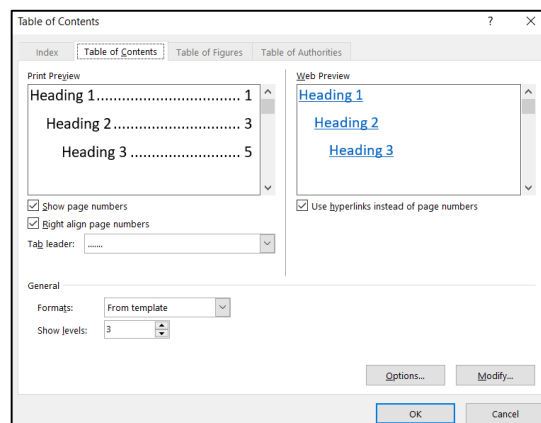 Table of Contents ? ×
Index Table of Contents Table of Figures Table of Authorities
Print Preview
Heading 1................................ 1
Heading 2............................ 3
Heading 3 ......................... 5
Web Preview
Heading 1
Heading 2
Heading 3
Show page numbers
Right align page numbers
Tab leader: .......
Use hyperlinks instead of page numbers
General
Formats: From template
Show levels: 3
Options... Modify...
OK Cancel